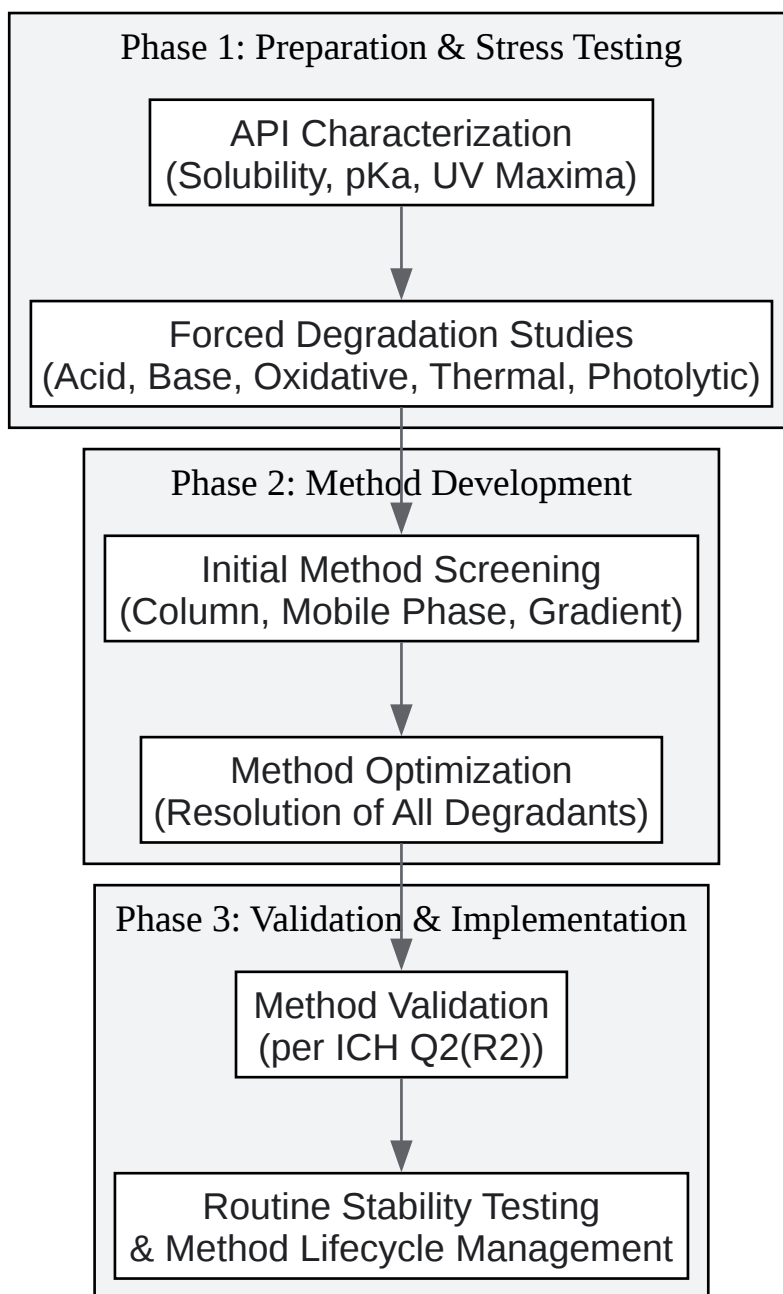 Phase 1: Preparation & Stress Testing
API Characterization
(Solubility, pKa, UV Maxima)
Forced Degradation Studies
(Acid, Base, Oxidative, Thermal, Photolytic)
Phase 2: Method Development
Initial Method Screening
(Column, Mobile Phase, Gradient)
Method Optimization
(Resolution of All Degradants)
Phase 3: Validation & Implementation
Method Validation
(per ICH Q2(R2))
Routine Stability Testing
& Method Lifecycle Management